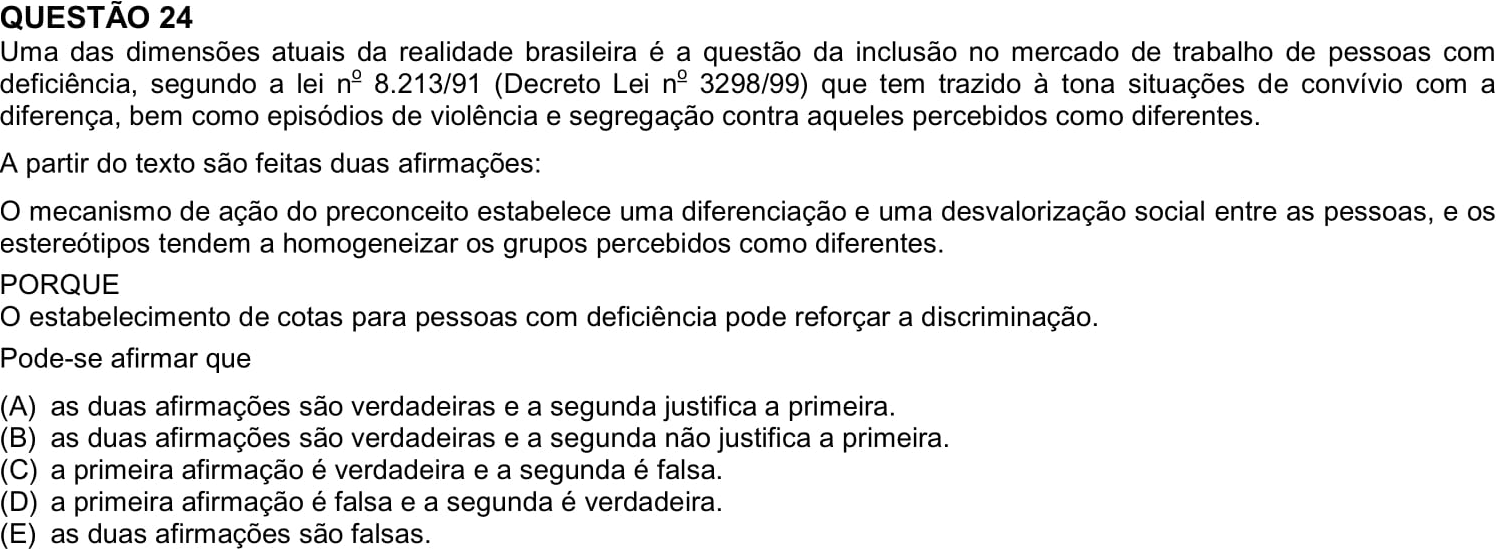 QUESTÃO 24
Uma das dimensões atuais da realidade brasileira é a questão da inclusão no mercado de trabalho de pessoas com
deficiência, segundo a lei nº 8.213/91 (Decreto Lei nº 3298/99) que tem trazido à tona situações de convívio com a
diferença, bem como episódios de violência e segregação contra aqueles percebidos como diferentes.
A partir do texto são feitas duas afirmações:
O mecanismo de ação do preconceito estabelece uma diferenciação e uma desvalorização social entre as pessoas, e os
estereótipos tendem a homogeneizar os grupos percebidos como diferentes.
PORQUE
O estabelecimento de cotas para pessoas com deficiência pode reforçar a discriminação.
Pode-se afirmar que
(A) as duas afirmações são verdadeiras e a segunda justifica a primeira.
(B) as duas afirmações são verdadeiras e a segunda não justifica a primeira.
(C) a primeira afirmação é verdadeira e a segunda é falsa.
(D) a primeira afirmação é falsa e a segunda é verdadeira.
(E) as duas afirmações são falsas.